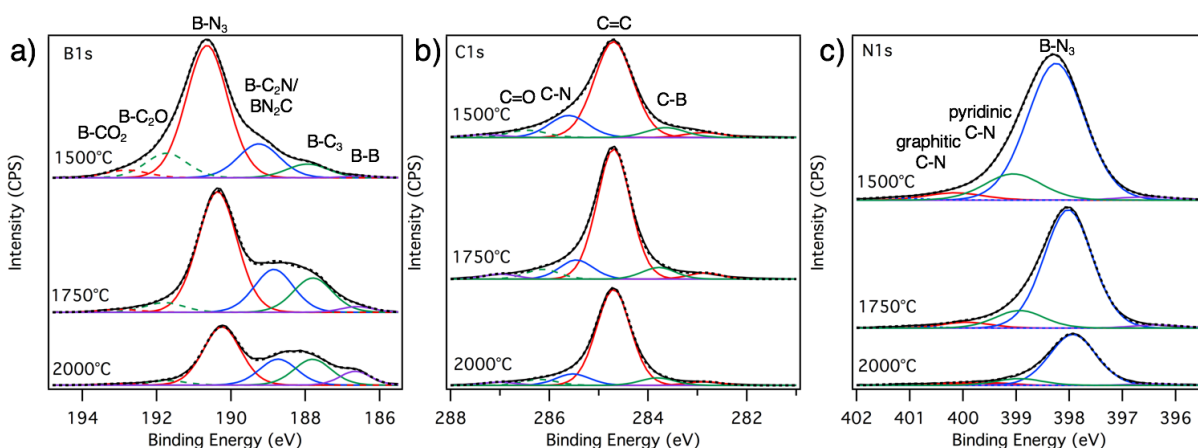 a)
B1s
B-N₃
B-CO₂
B-C₂O
B-C₂N/
BN₂C
B-C₃
B-B
1500°C
1750°C
2000°C
Intensity (CPS)
194
192
190
188
186
Binding Energy (eV)
b)
C1s
C=C
C=O
C-N
C-B
1500°C
1750°C
2000°C
Intensity (CPS)
288
286
284
282
Binding Energy (eV)
c)
N1s
B-N₃
pyridinic
C-N
graphitic
C-N
1500°C
1750°C
2000°C
Intensity (CPS)
402
401
400
399
398
397
396
Binding Energy (eV)